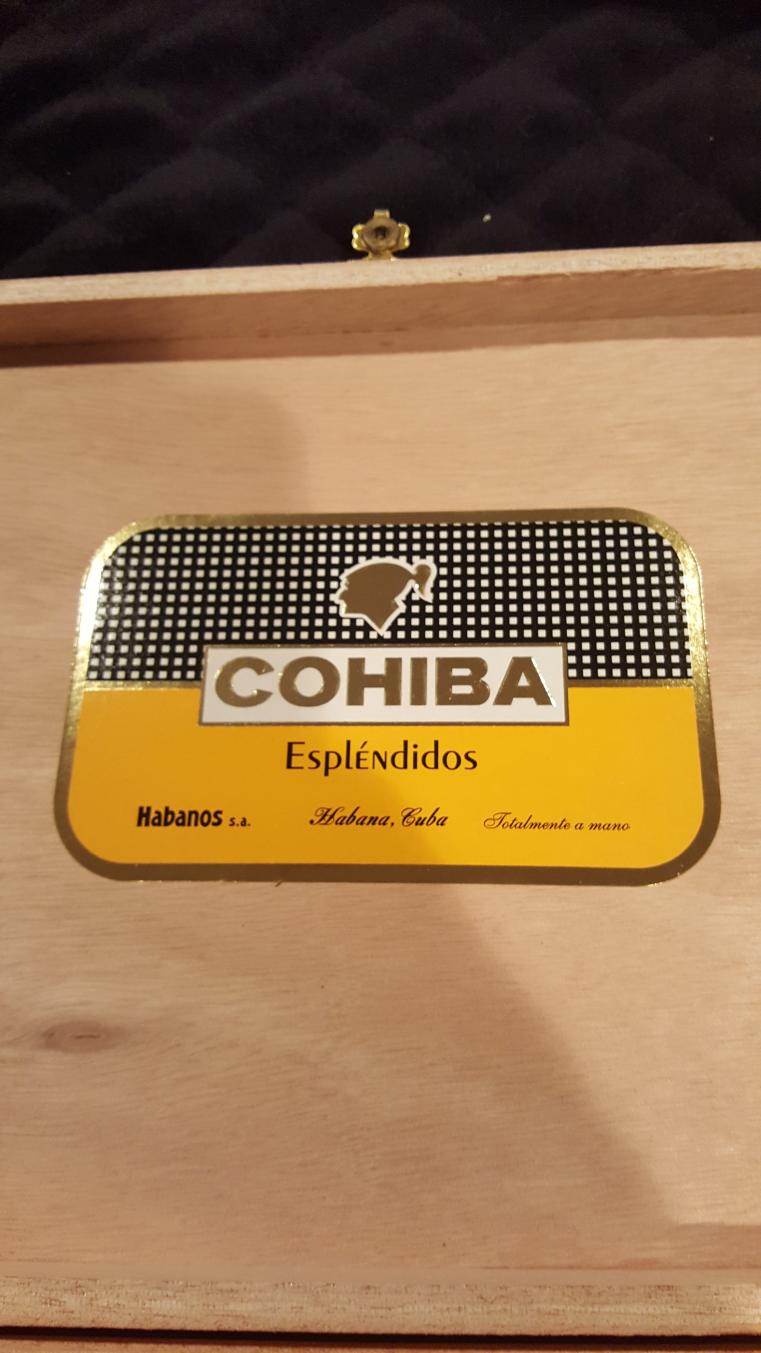 COHIBA
Espléndidos
Habanos s.a. Habana, Cuba Totalmente a mano